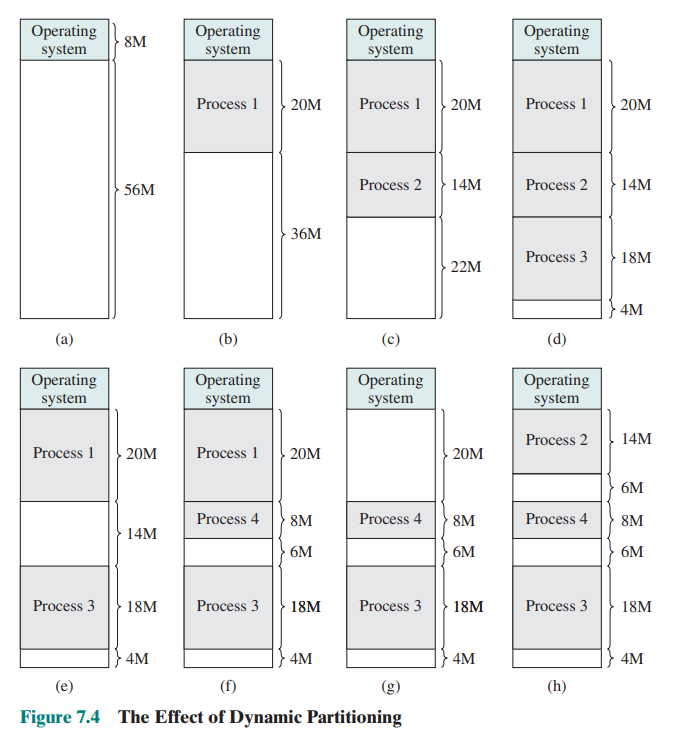 Operating
system
8M
56M
(a)
Operating
system
Process 1
20M
36M
(b)
Operating
system
Process 1
20M
Process 2
14M
22M
(c)
Operating
system
Process 1
20M
Process 2
14M
Process 3
18M
4M
(d)
Operating
system
Process 1
20M
14M
Process 3
18M
4M
(e)
Operating
system
Process 1
20M
Process 4
8M
6M
Process 3
18M
4M
(f)
Operating
system
20M
Process 4
8M
6M
Process 3
18M
4M
(g)
Operating
system
Process 2
14M
6M
Process 4
8M
6M
Process 3
18M
4M
(h)
Figure 7.4 The Effect of Dynamic Partitioning